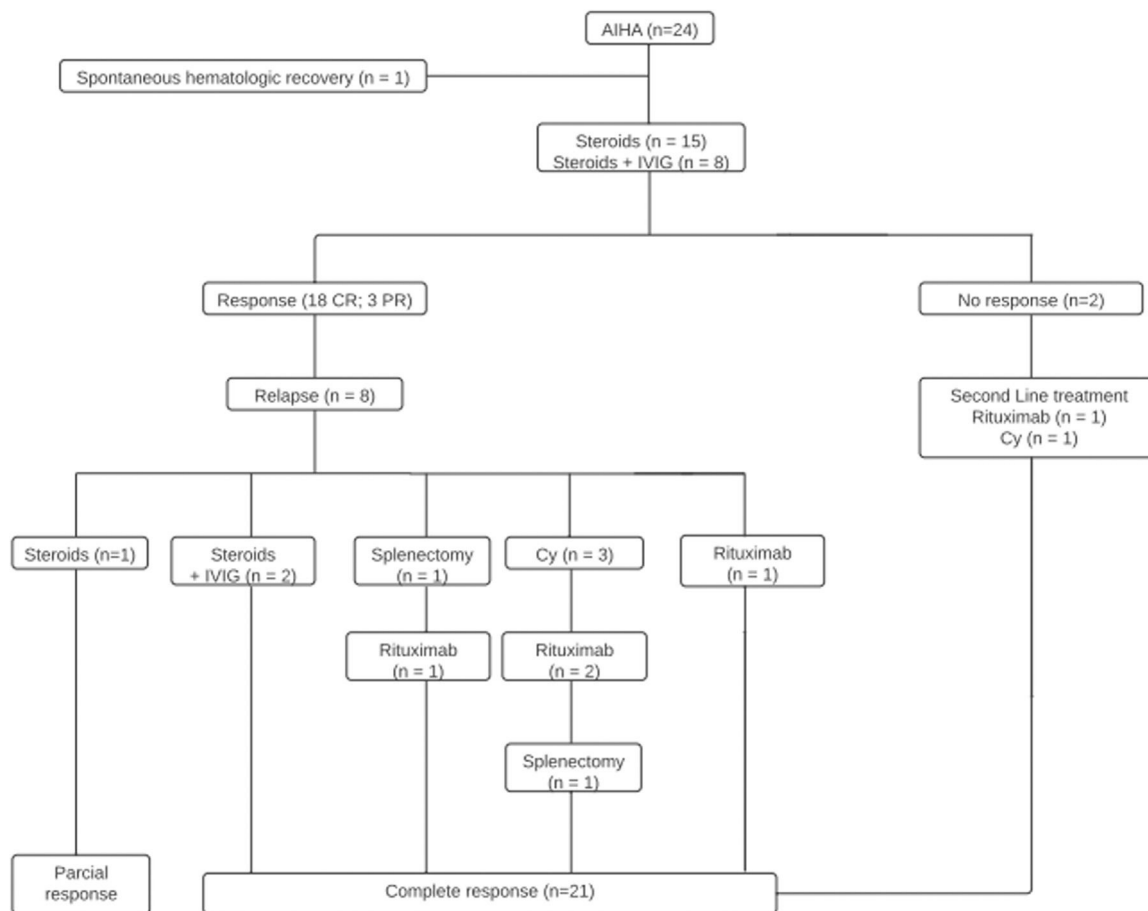 AIHA (n=24)
Spontaneous hematologic recovery (n = 1)
Steroids (n = 15)
Steroids + IVIG (n = 8)
Response (18 CR; 3 PR)
No response (n=2)
Relapse (n = 8)
Second Line treatment
Rituximab (n = 1)
Cy (n = 1)
Steroids (n=1)
Steroids
+ IVIG (n = 2)
Splenectomy
(n = 1)
Cy (n = 3)
Rituximab
(n = 1)
Rituximab
(n = 1)
Rituximab
(n = 2)
Splenectomy
(n = 1)
Parcial
response
Complete response (n=21)